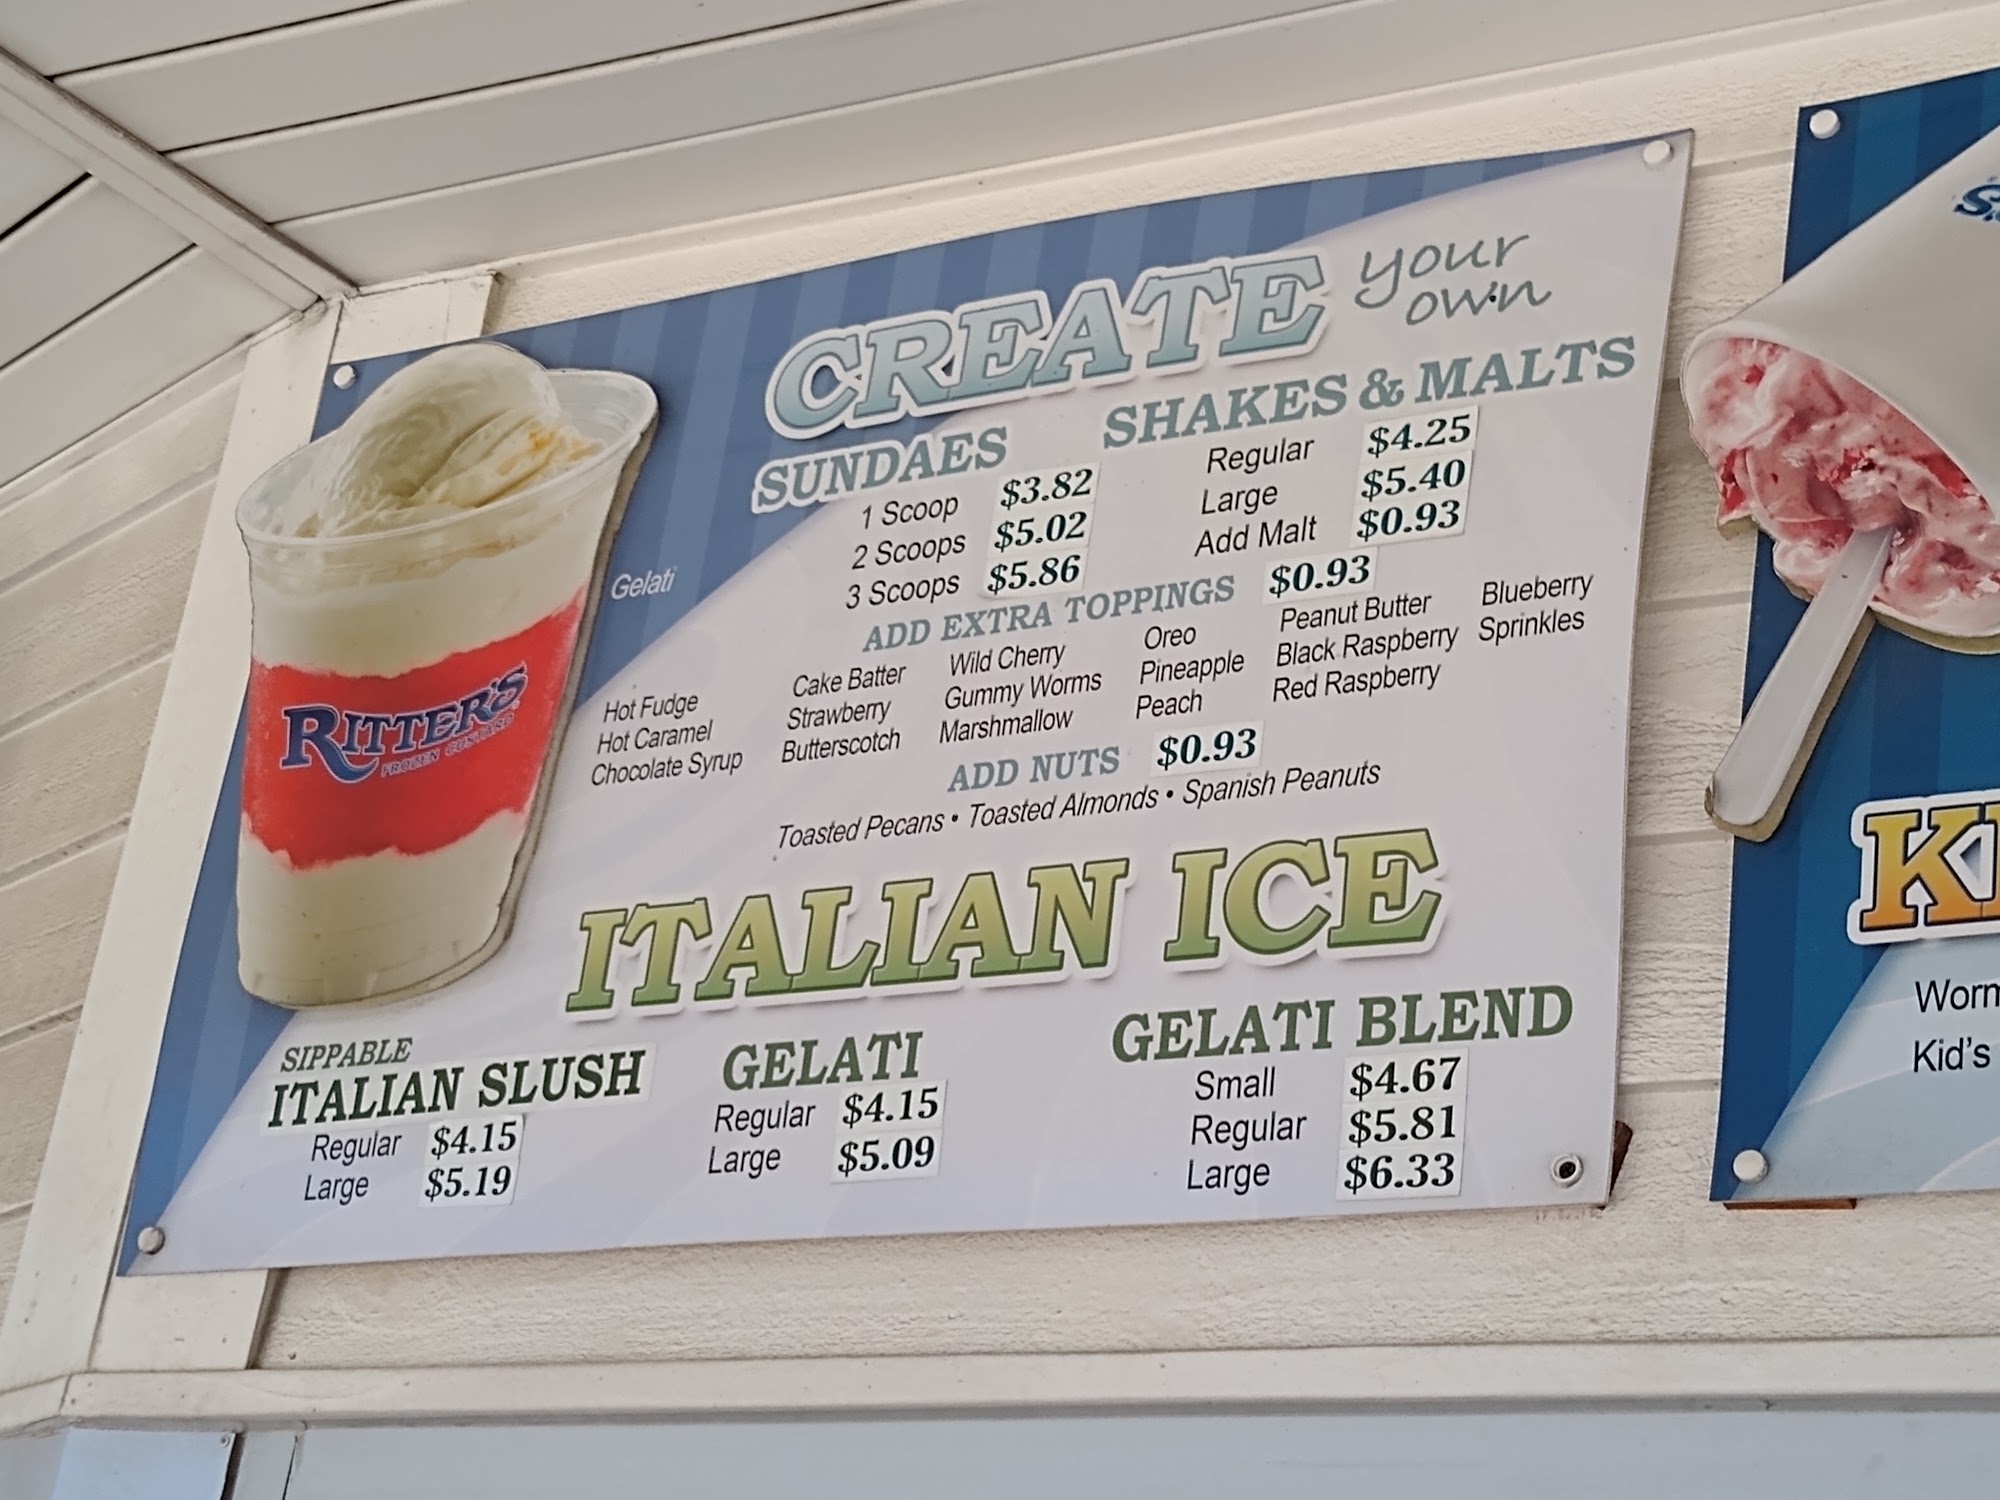 CREATE your own
SUNDAES
1 Scoop $3.82
2 Scoops $5.02
3 Scoops $5.86
SHAKES & MALTS
Regular $4.25
Large $5.40
Add Malt $0.93
ADD EXTRA TOPPINGS $0.93
Hot Fudge
Hot Caramel
Chocolate Syrup
Cake Batter
Strawberry
Butterscotch
Wild Cherry
Gummy Worms
Marshmallow
Oreo
Pineapple
Peach
Peanut Butter
Black Raspberry
Red Raspberry
Blueberry
Sprinkles
ADD NUTS $0.93
Toasted Pecans • Toasted Almonds • Spanish Peanuts
Gelati
RITTER'S
FROZEN CUSTARD
ITALIAN ICE
SIPPABLE
ITALIAN SLUSH
Regular $4.15
Large $5.19
GELATI
Regular $4.15
Large $5.09
GELATI BLEND
Small $4.67
Regular $5.81
Large $6.33
Kid's